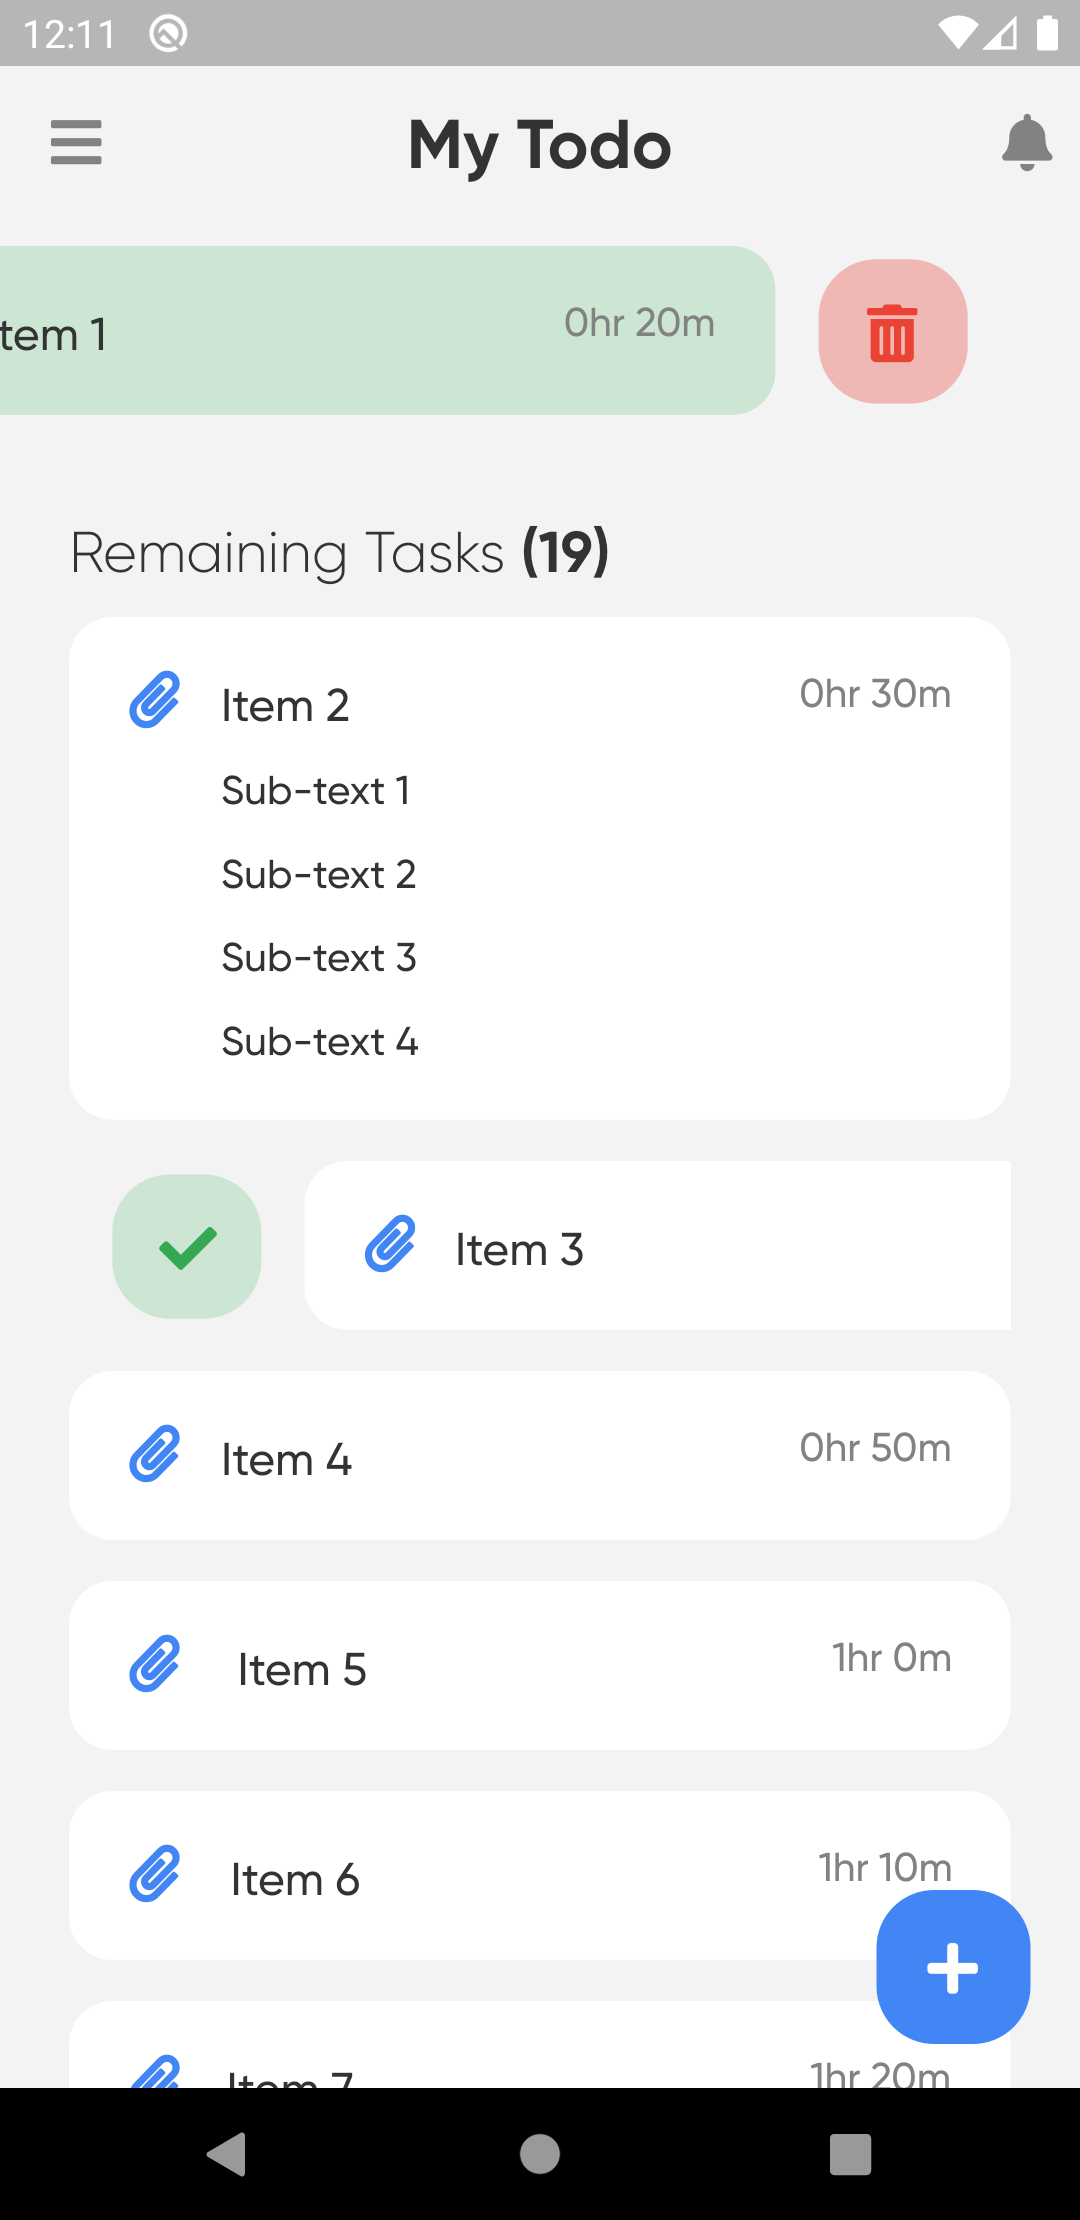 12:11
My Todo
tem 1 0hr 20m
Remaining Tasks (19)
Item 2 0hr 30m
Sub-text 1
Sub-text 2
Sub-text 3
Sub-text 4
Item 3
Item 4 0hr 50m
Item 5 1hr 0m
Item 6 1hr 10m
Item 7 1hr 20m